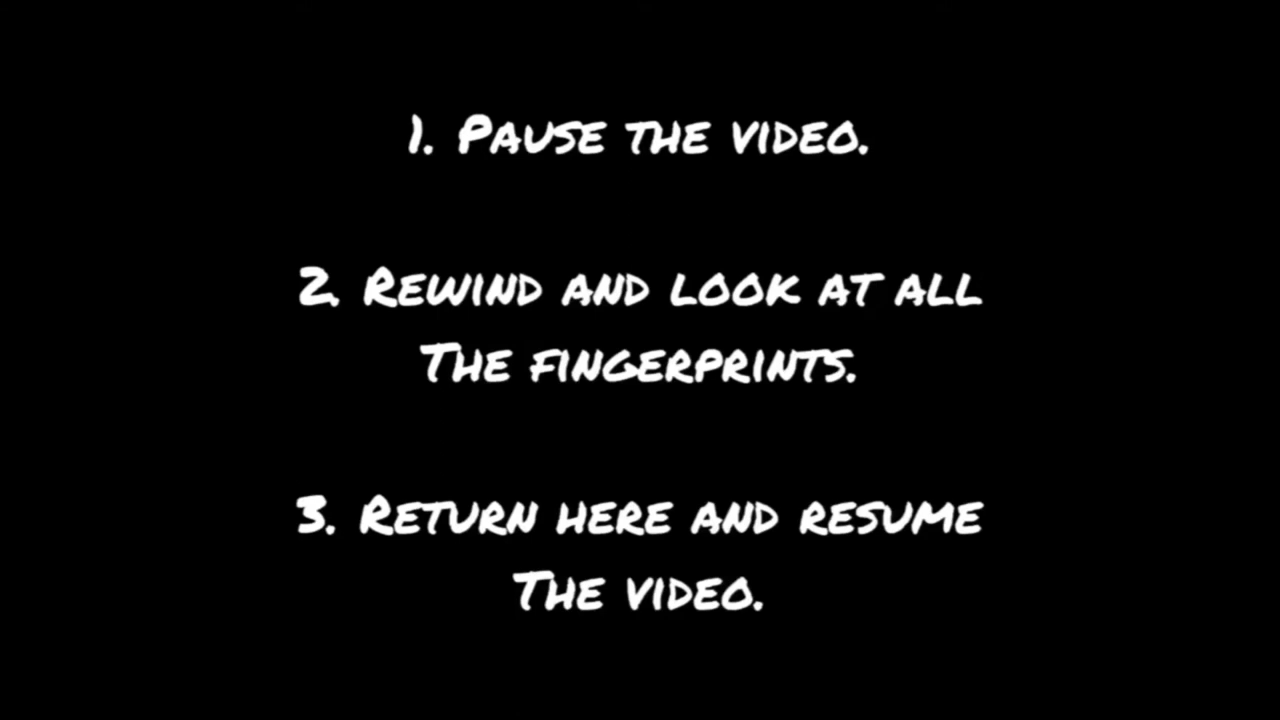 1. Pause the video.
2. Rewind and look at all
the fingerprints.
3. Return here and resume
the video.